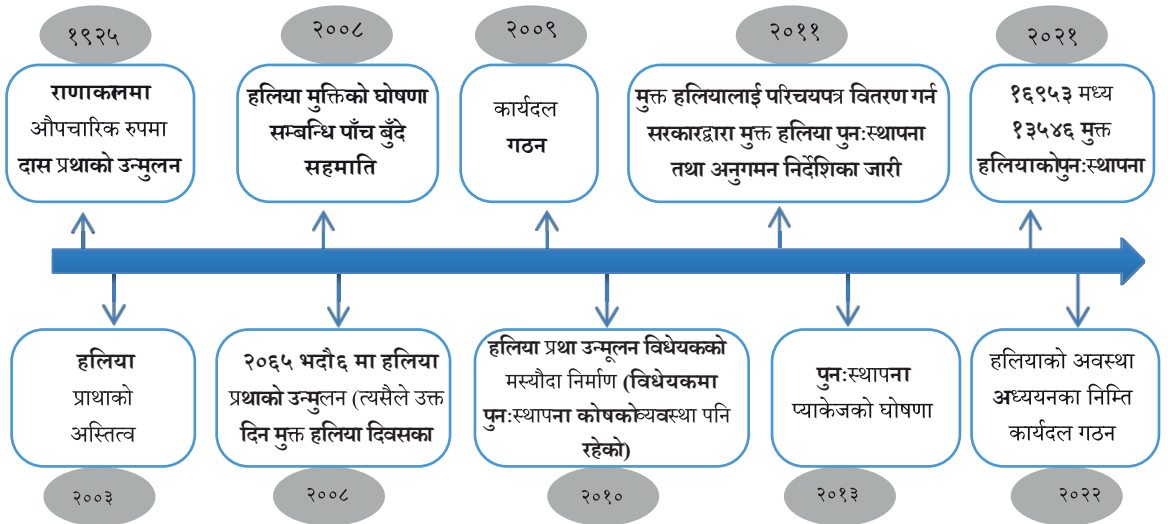 १९२५
राणाकालमा
औपचारिक रुपमा
दास प्रथाको उन्मुलन
२००८
हलिया मुक्तिको घोषणा
सम्बन्धि पाँच बुँदे
सहमाति
२००९
कार्यदल
गठन
२०११
मुक्त हलियालाई परिचयपत्र वितरण गर्न
सरकारद्वारा मुक्त हलिया पुनःस्थापना
तथा अनुगमन निर्देशिका जारी
२०२१
१६९५३ मध्य
१३५४६ मुक्त
हलियाकोपुनःस्थापना
हलिया
प्राथाको
अस्तित्व
२००३
२०६५ भदौ६ मा हलिया
प्रथाको उन्मुलन (त्यसैले उक्त
दिन मुक्त हलिया दिवसका
२००८
हलिया प्रथा उन्मूलन विधेयकको
मस्यौदा निर्माण (विधेयकमा
पुनःस्थापना कोषकोव्यवस्था पनि
रहेको)
२०१०
पुनःस्थापना
प्याकेजको घोषणा
२०१३
हलियाको अवस्था
अध्ययनका निम्ति
कार्यदल गठन
२०२२